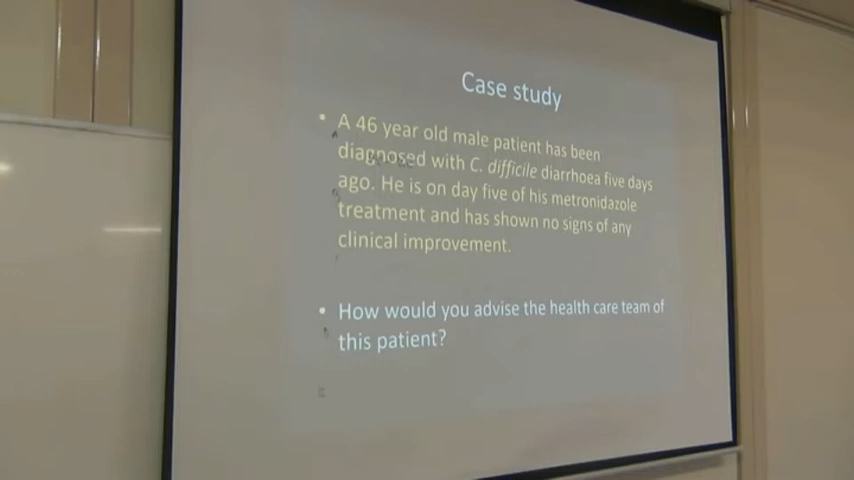 Case study
• A 46 year old male patient has been
diagnosed with C. difficile diarrhoea five days
ago. He is on day five of his metronidazole
treatment and has shown no signs of any
clinical improvement.
• How would you advise the health care team of
this patient?